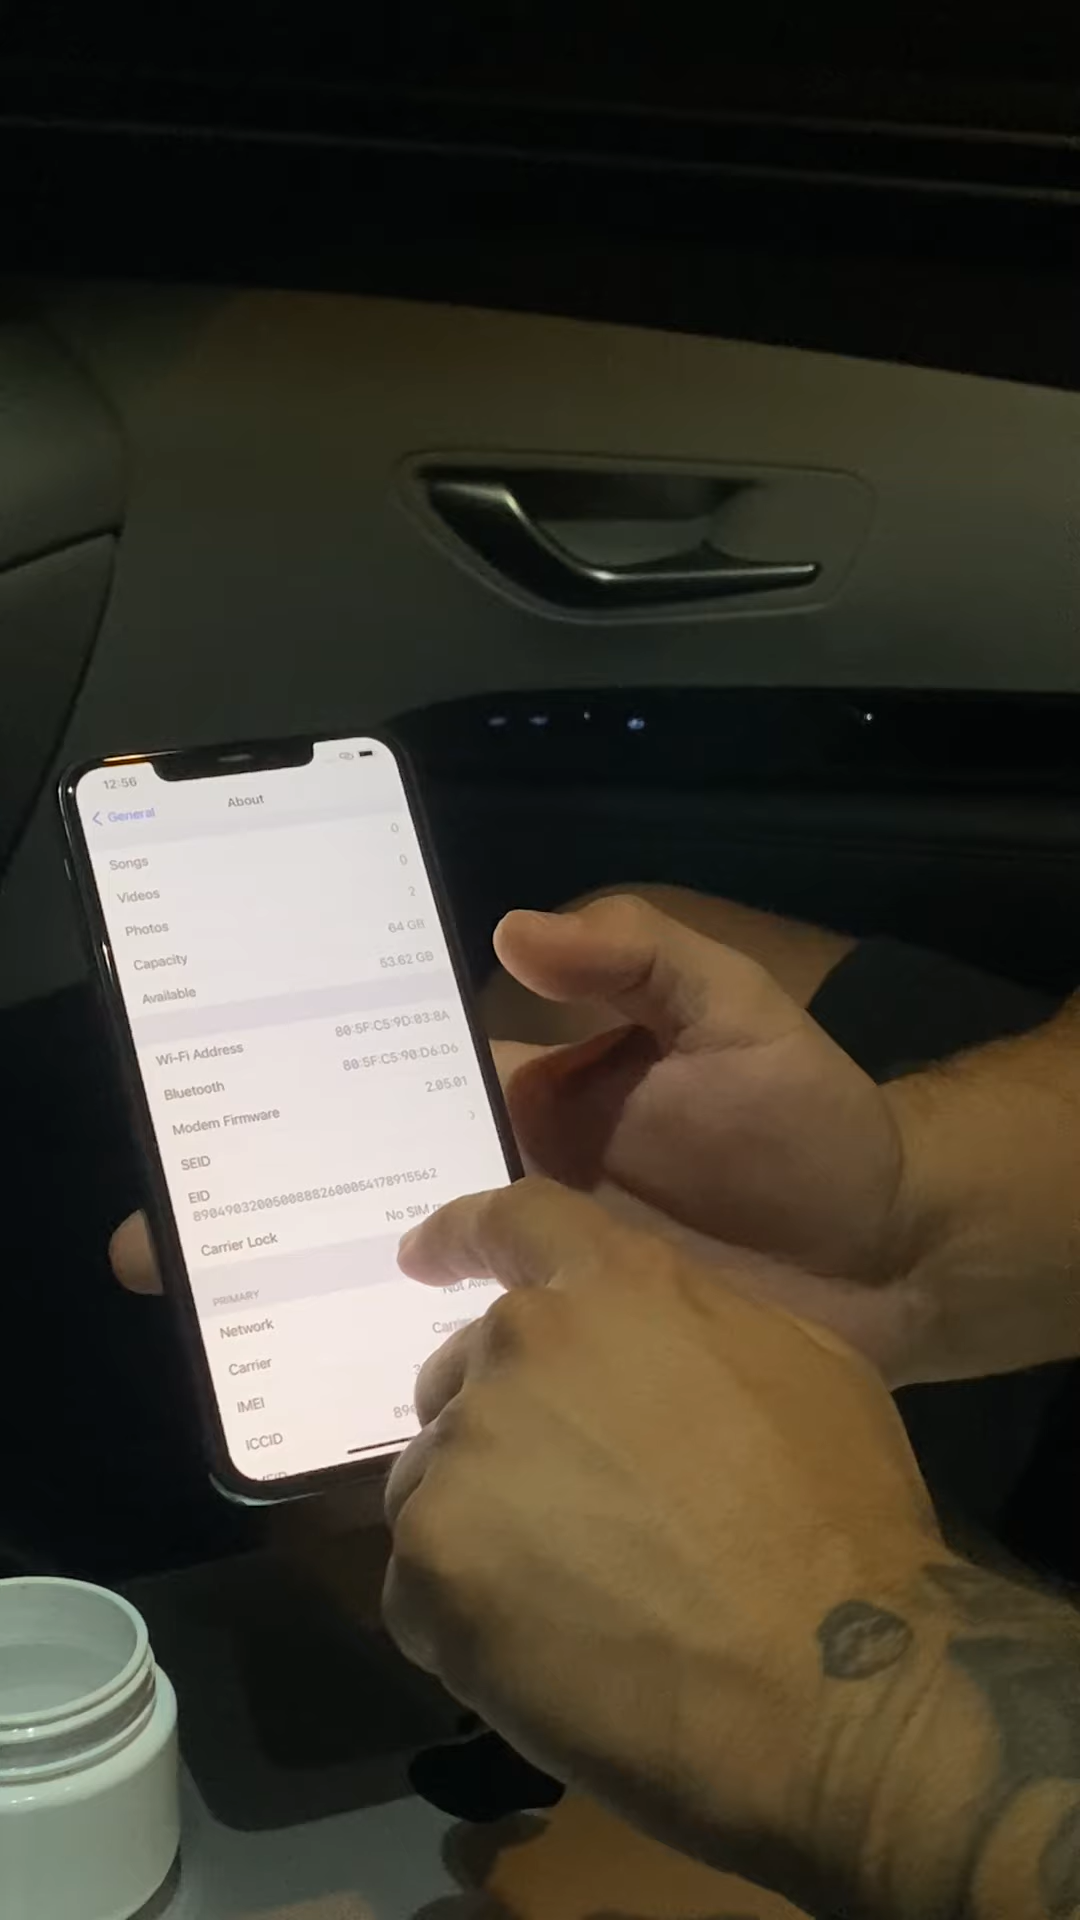 12:56
General
About
Songs 0
Videos 0
Photos 2
Capacity 64 GB
Available 53.62 GB
Wi-Fi Address 80:5F:C5:9D:03:8A
Bluetooth 80:5F:C5:90:D6:D6
Modem Firmware 2.05.01
SEID
EID
89049032005008882600054178915562
Carrier Lock No SIM
PRIMARY
Network Not
Carrier
IMEI
ICCID